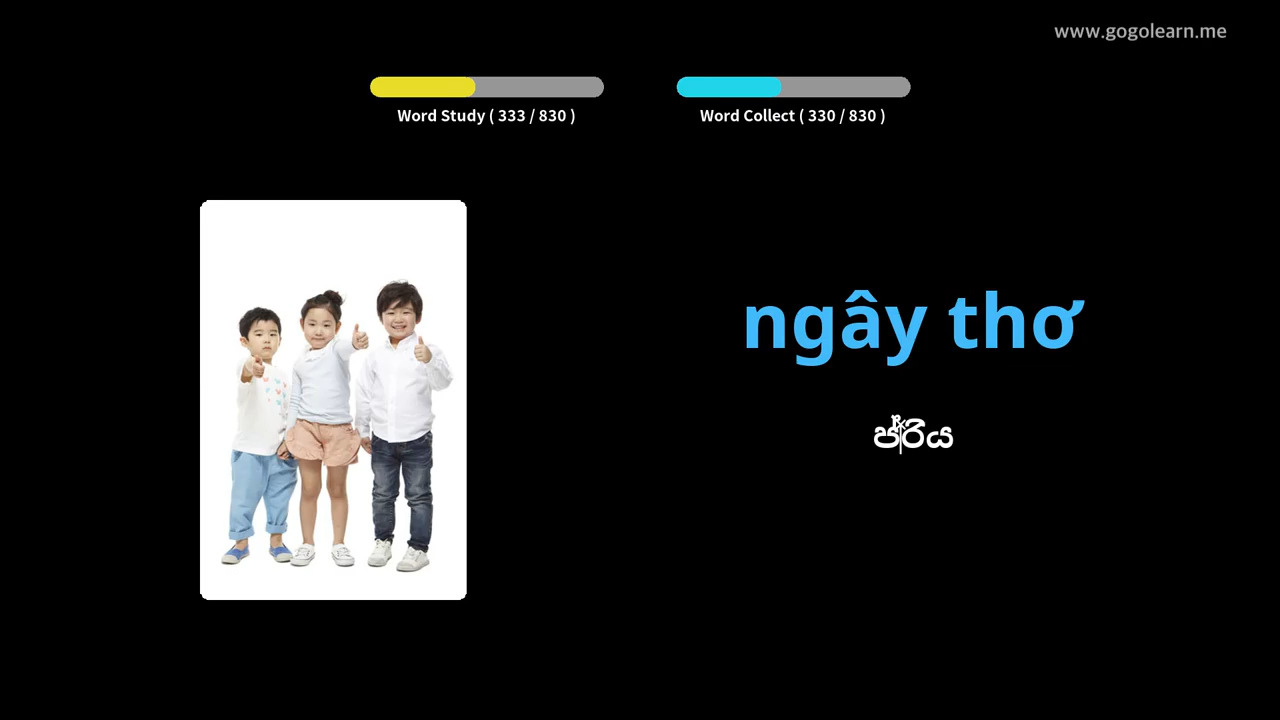 www.gogolearn.me
Word Study ( 333 / 830 )
Word Collect ( 330 / 830 )
ngây thơ
ප්‍රිය